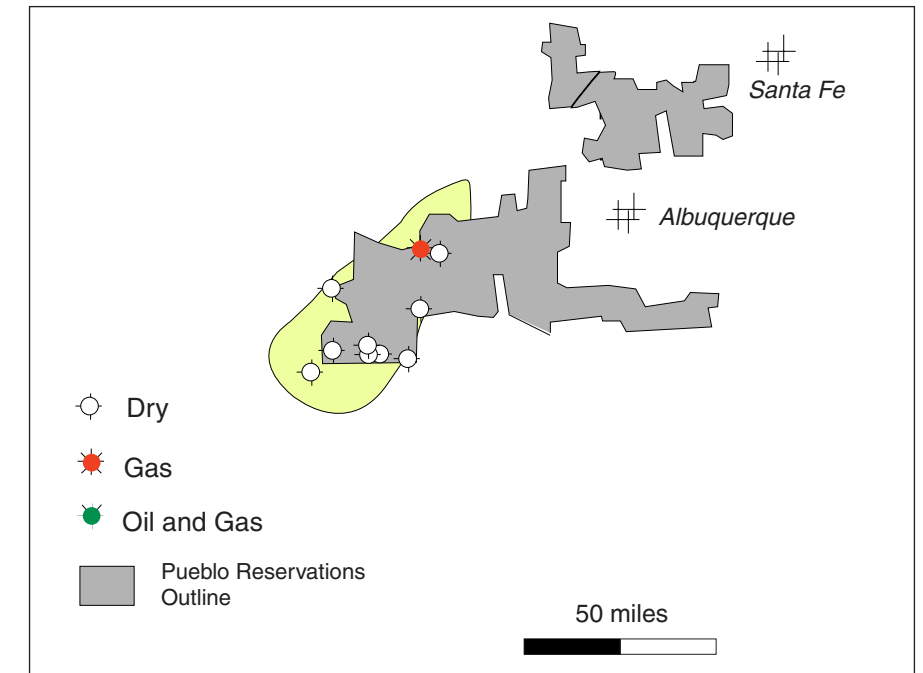 Santa Fe
Albuquerque
Dry
Gas
Oil and Gas
Pueblo Reservations
Outline
50 miles